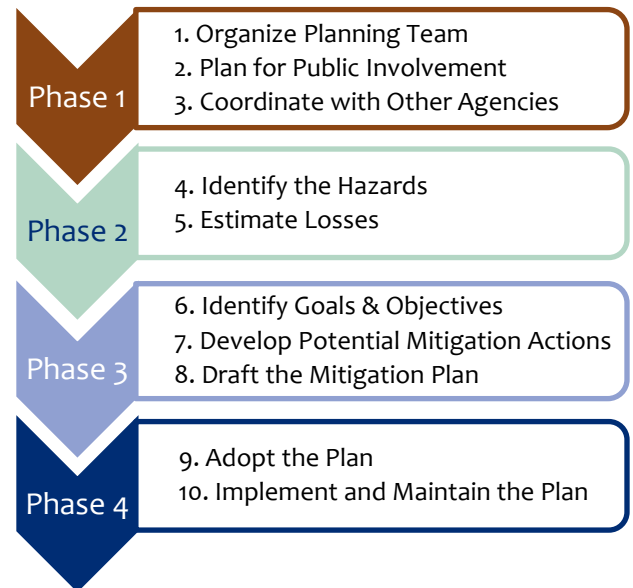 Phase 1
1. Organize Planning Team
2. Plan for Public Involvement
3. Coordinate with Other Agencies
Phase 2
4. Identify the Hazards
5. Estimate Losses
Phase 3
6. Identify Goals & Objectives
7. Develop Potential Mitigation Actions
8. Draft the Mitigation Plan
Phase 4
9. Adopt the Plan
10. Implement and Maintain the Plan